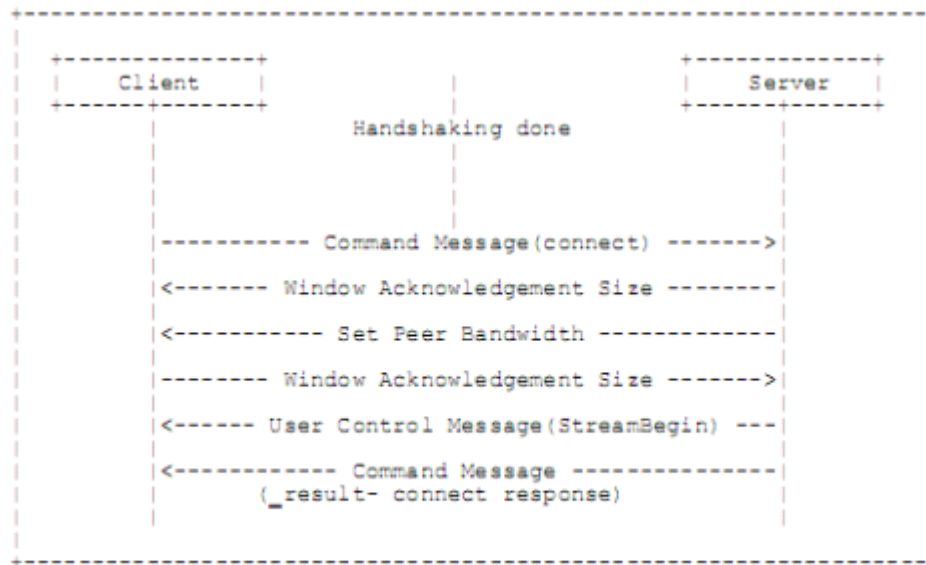 Client Server
Handshaking done
Command Message(connect)
Window Acknowledgement Size
Set Peer Bandwidth
Window Acknowledgement Size
User Control Message(StreamBegin)
Command Message
(_result- connect response)